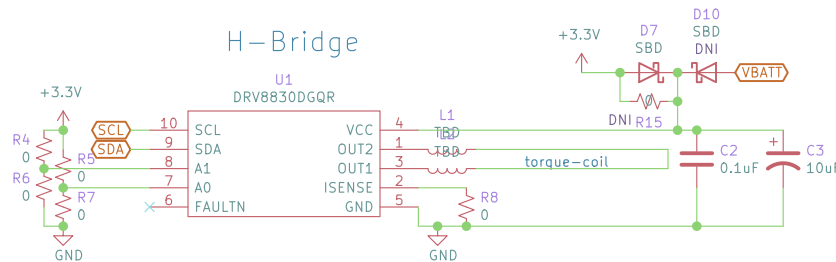 H-Bridge
D7
SBD
D10
SBD
DNI
+3.3V
VBATT
0
DNI
R15
U1
DRV8830DGQR
+3.3V
R4
0
R5
0
R6
0
R7
0
SCL
SDA
10 SCL
9 SDA
8 A1
7 A0
6 FAULTN
VCC 4
OUT2 1
OUT1 3
ISENSE 2
GND 5
L1
TBD
TBD
torque-coil
R8
0
C2
0.1uF
+
C3
10uF
GND
GND